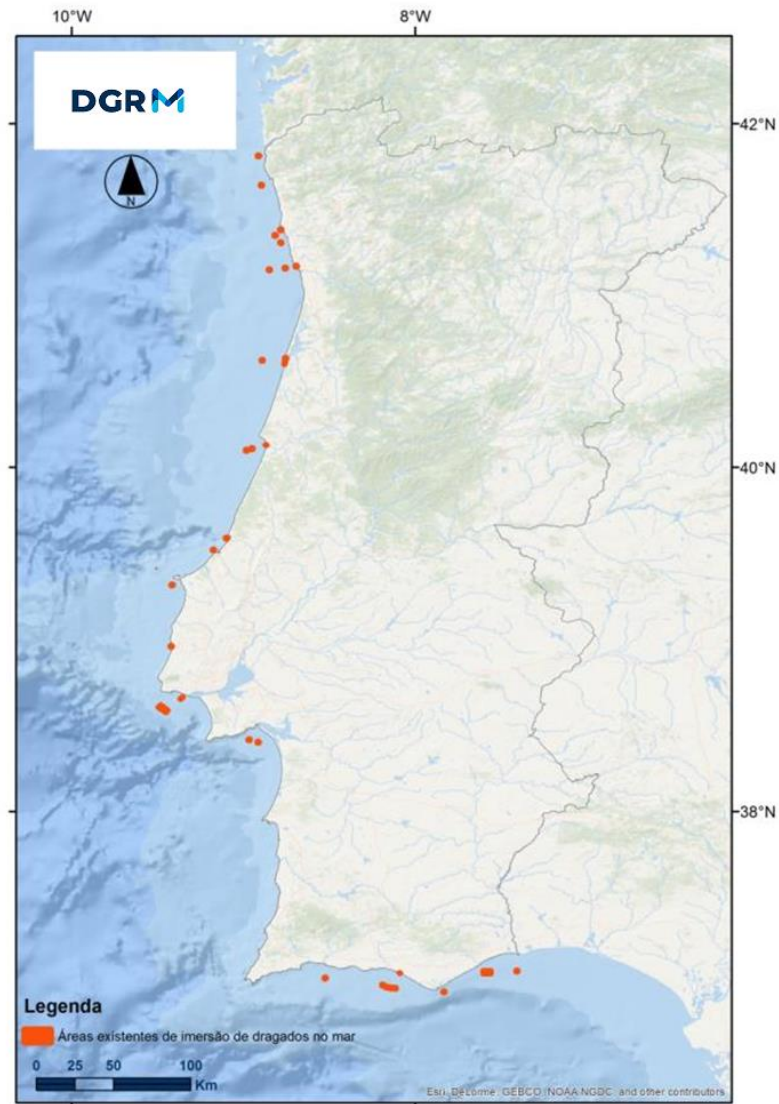 10°W 8°W
DGRM
42°N
N
40°N
38°N
Legenda
Áreas existentes de imersão de dragados no mar
0 25 50 100
Km
Esri, DeLorme, GEBCO, NOAA NGDC, and other contributors